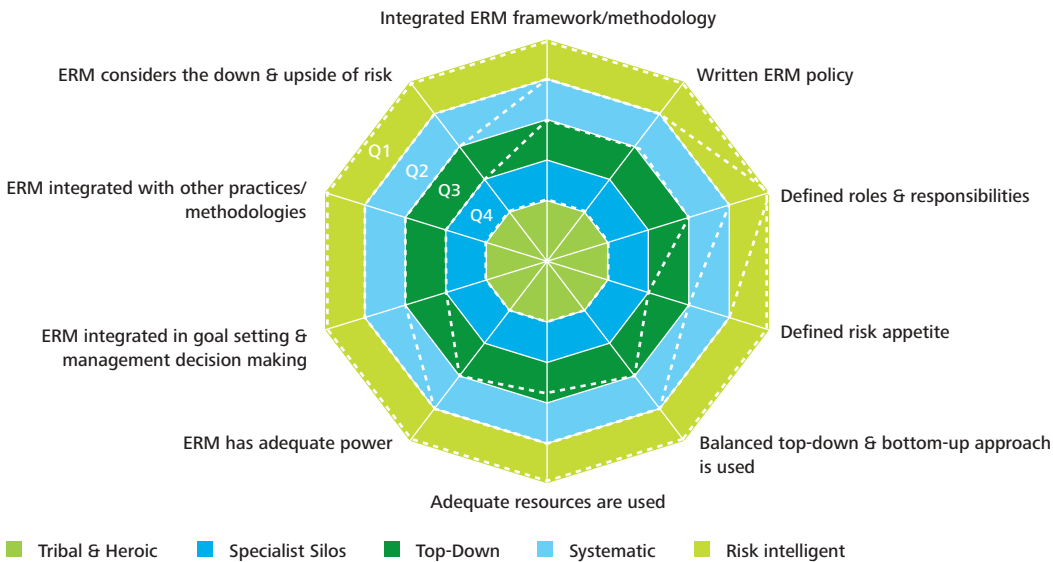 Integrated ERM framework/methodology
ERM considers the down & upside of risk
Written ERM policy
Q1
Q2
Q3
Q4
ERM integrated with other practices/
methodologies
Defined roles & responsibilities
ERM integrated in goal setting &
management decision making
Defined risk appetite
ERM has adequate power
Balanced top-down & bottom-up approach
is used
Adequate resources are used
Tribal & Heroic
Specialist Silos
Top-Down
Systematic
Risk intelligent